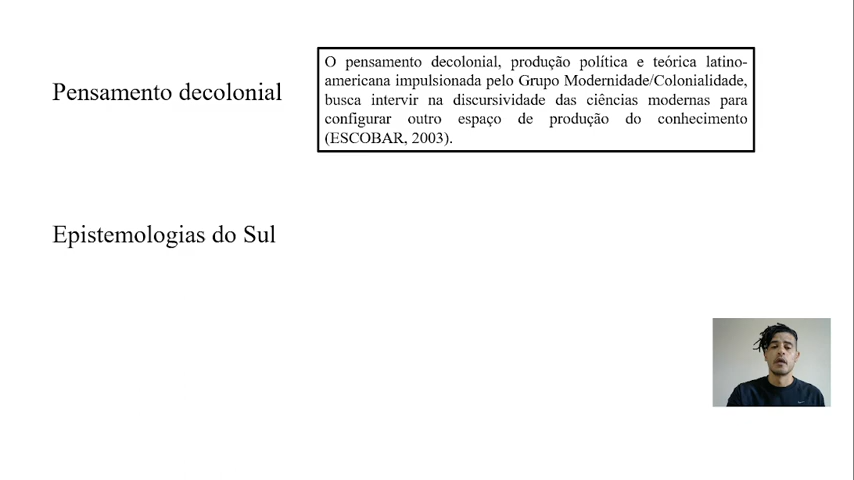 Pensamento decolonial
O pensamento decolonial, produção política e teórica latino-
americana impulsionada pelo Grupo Modernidade/Colonialidade,
busca intervir na discursividade das ciências modernas para
configurar outro espaço de produção do conhecimento
(ESCOBAR, 2003).
Epistemologias do Sul